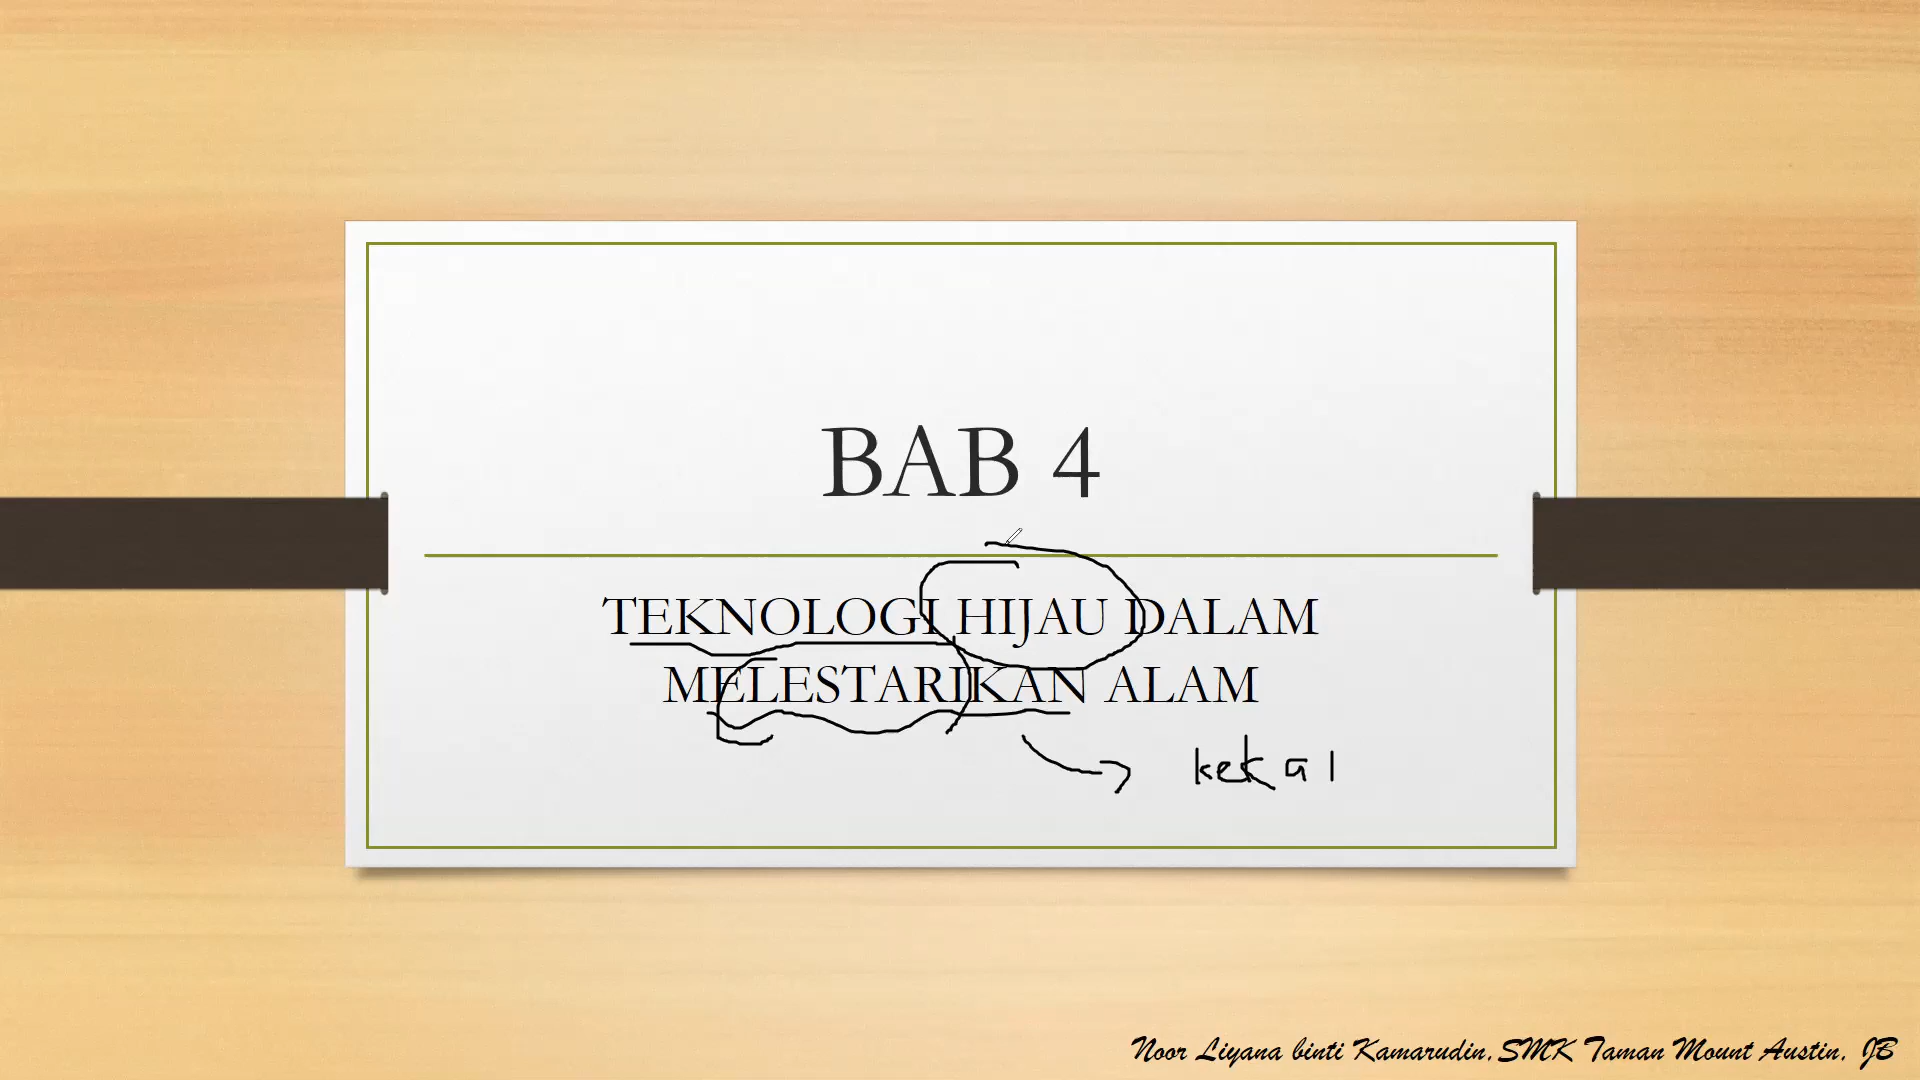 BAB 4
TEKNOLOGI HIJAU DALAM
MELESTARIKAN ALAM
kekal
Noor Liyana binti Kamarudin, SMK Taman Mount Austin, JB